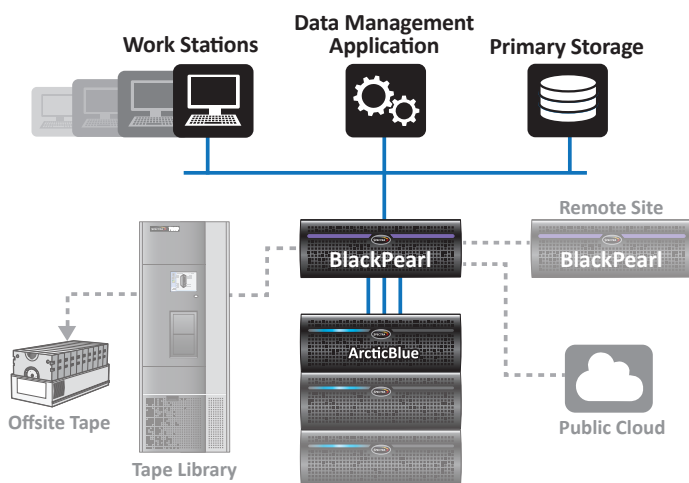 Work Stations
Data Management
Application
Primary Storage
Remote Site
BlackPearl
BlackPearl
ArcticBlue
Offsite Tape
Tape Library
Public Cloud